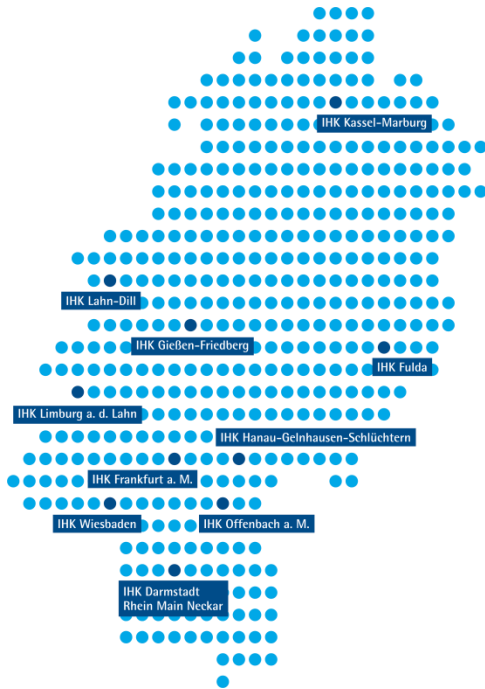 IHK Kassel-Marburg
IHK Lahn-Dill
IHK Gießen-Friedberg
IHK Fulda
IHK Limburg a. d. Lahn
IHK Hanau-Gelnhausen-Schlüchtern
IHK Frankfurt a. M.
IHK Wiesbaden
IHK Offenbach a. M.
IHK Darmstadt
Rhein Main Neckar